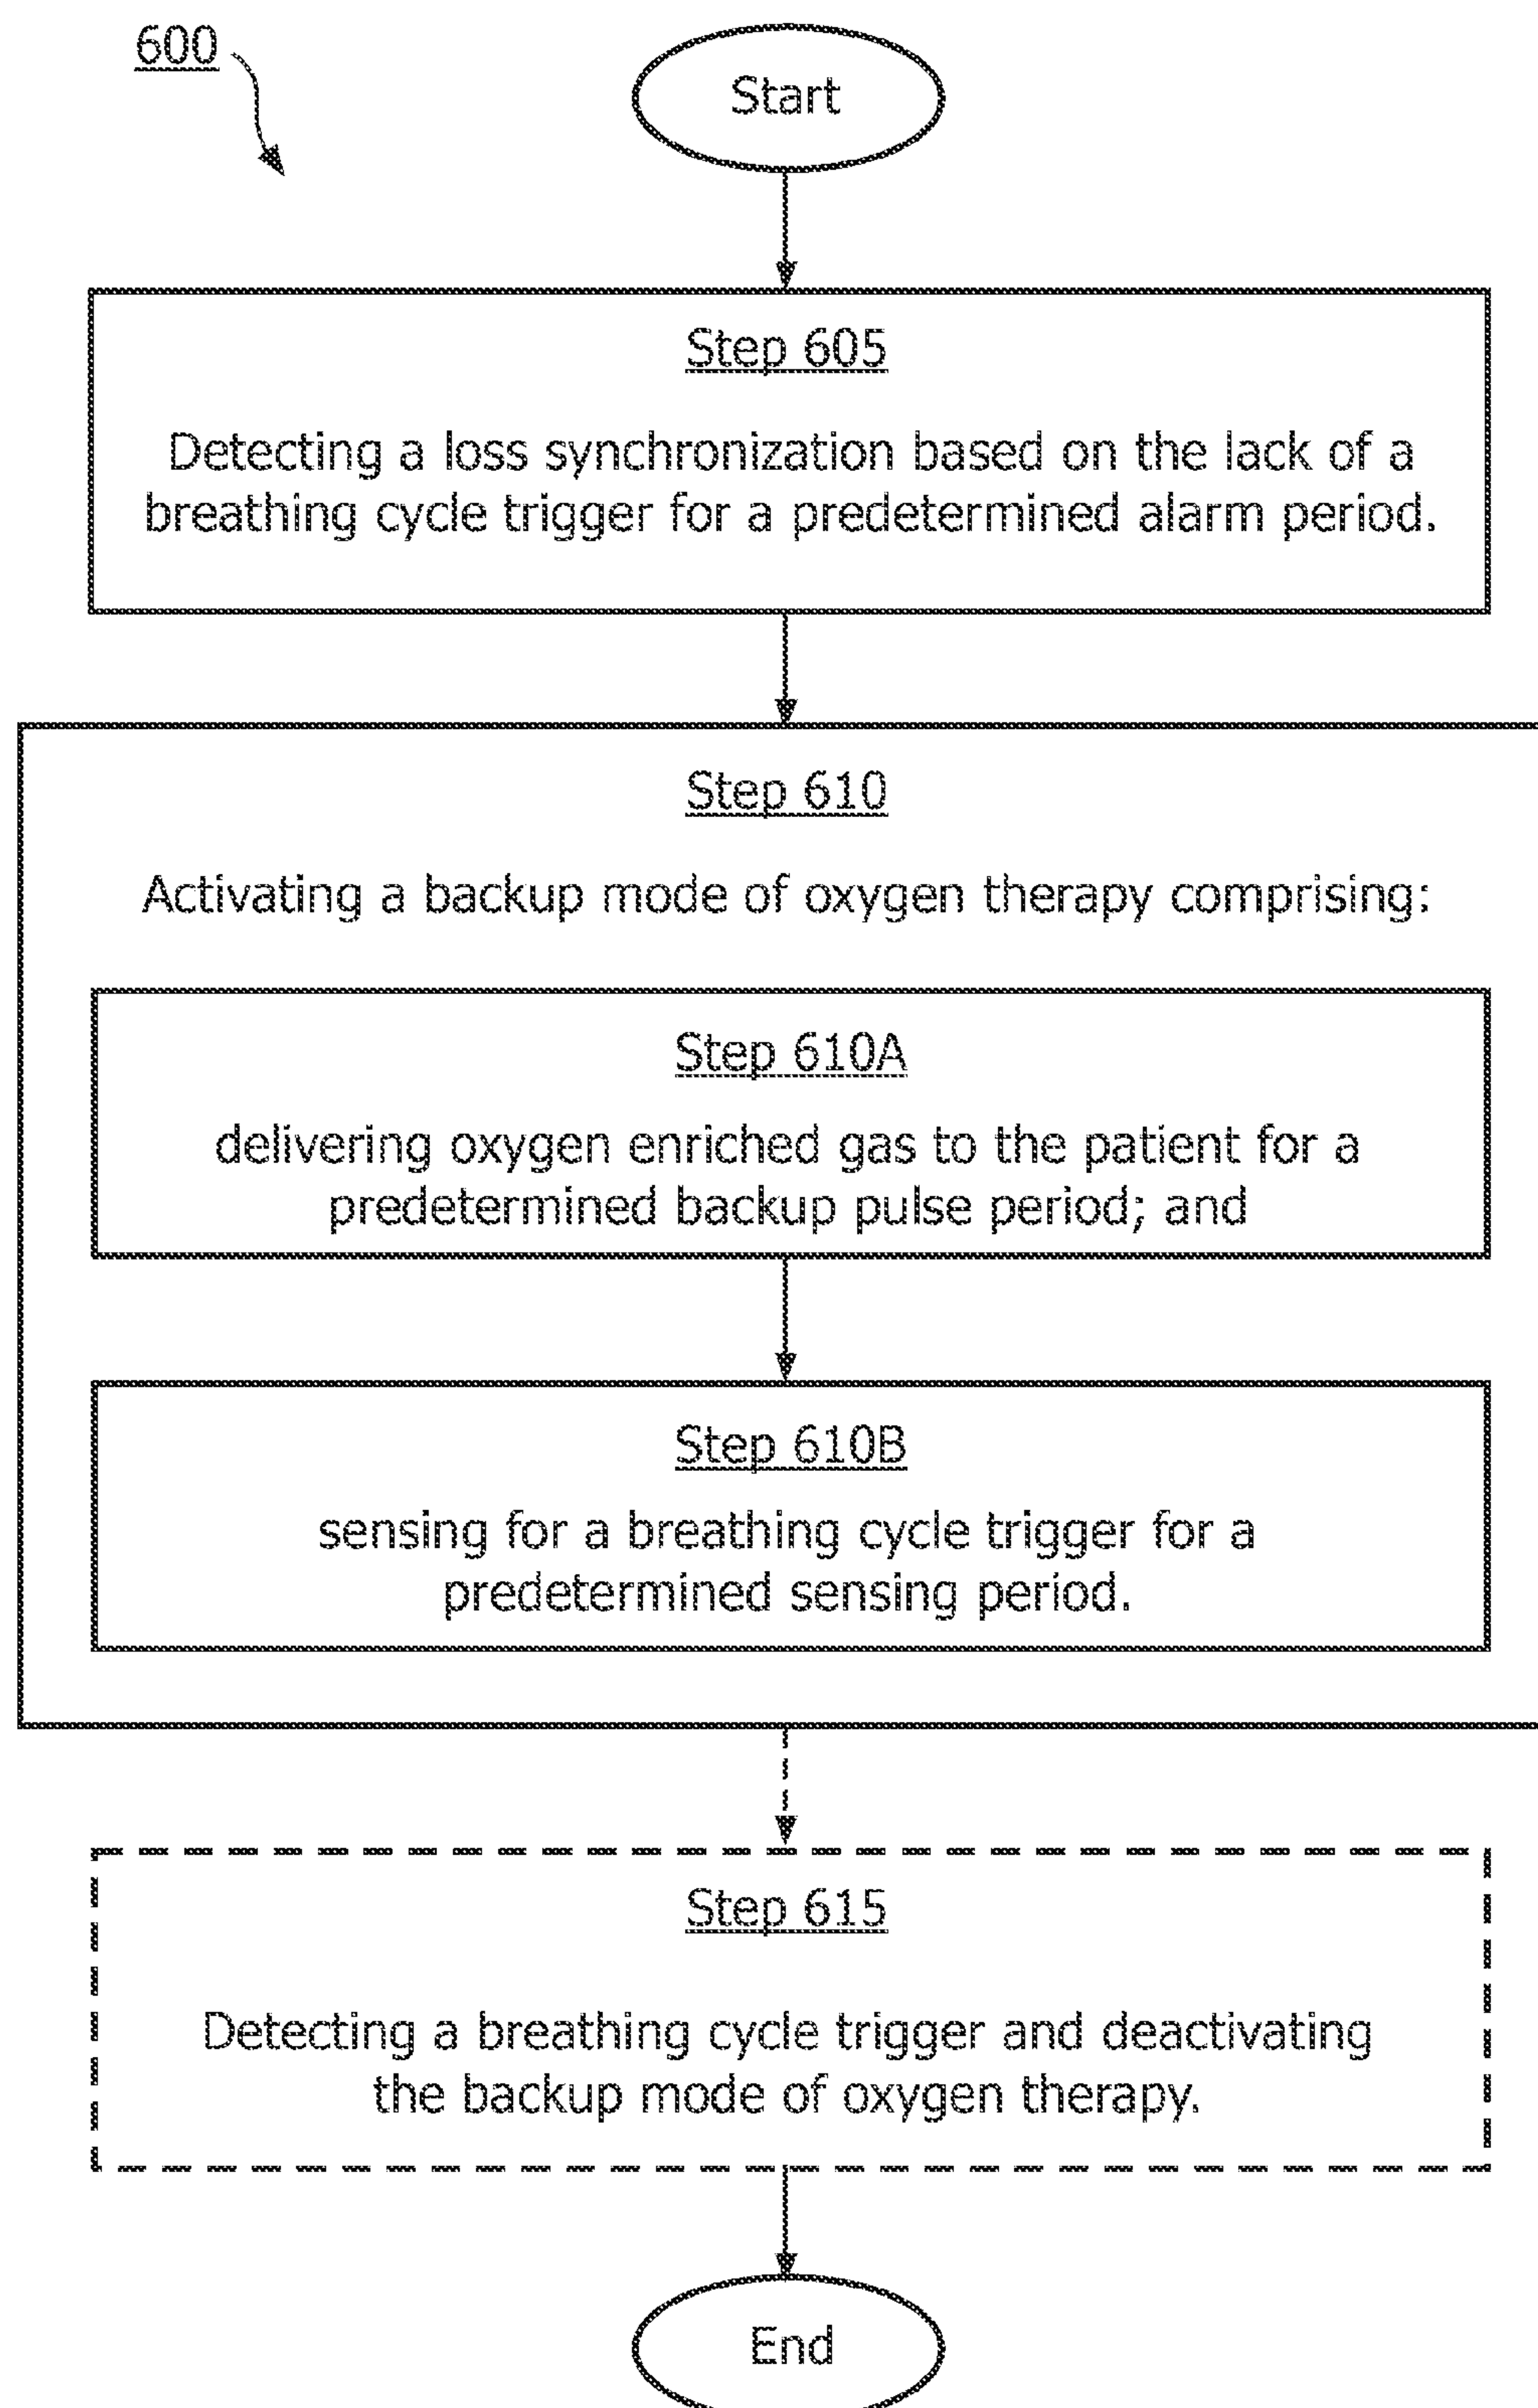 600
Start
Step 605
Detecting a loss synchronization based on the lack of a
breathing cycle trigger for a predetermined alarm period.
Step 610
Activating a backup mode of oxygen therapy comprising:
Step 610A
delivering oxygen enriched gas to the patient for a
predetermined backup pulse period; and
Step 610B
sensing for a breathing cycle trigger for a
predetermined sensing period.
Step 615
Detecting a breathing cycle trigger and deactivating
the backup mode of oxygen therapy.
End